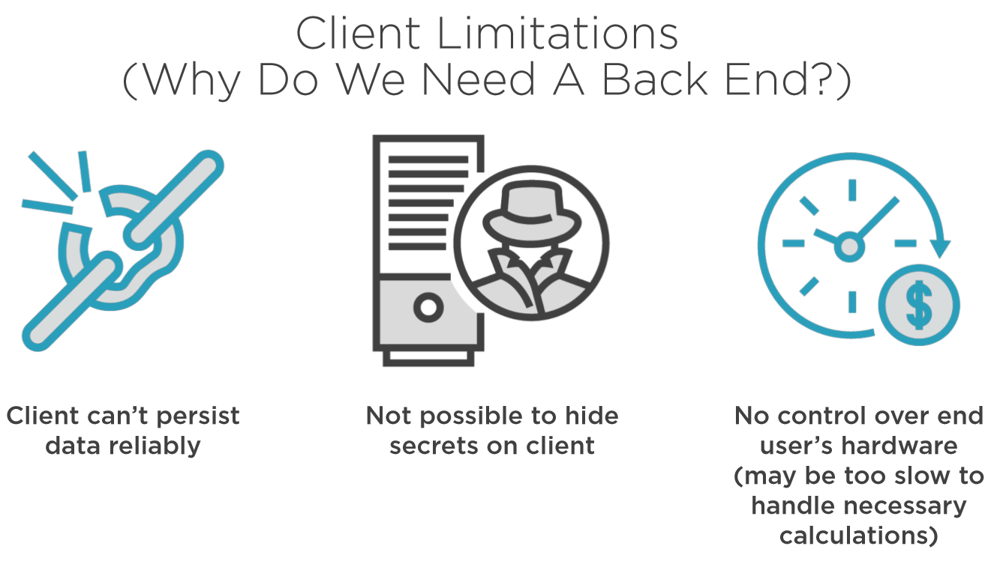 Client Limitations
(Why Do We Need A Back End?)
$
Client can’t persist
data reliably
Not possible to hide
secrets on client
No control over end
user’s hardware
(may be too slow to
handle necessary
calculations)